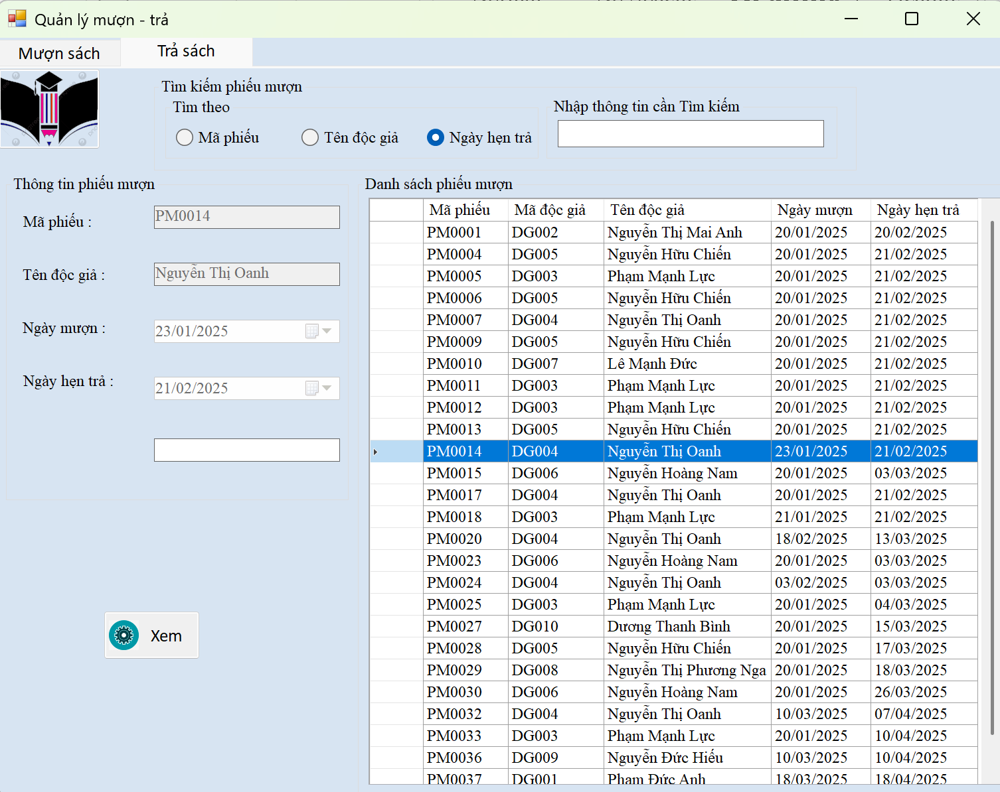 Quản lý mượn - trả
Mượn sách
Trả sách
Tìm kiếm phiếu mượn
Tìm theo
Mã phiếu
Tên độc giả
Ngày hẹn trả
Nhập thông tin cần Tìm kiếm
Thông tin phiếu mượn
Mã phiếu :
PM0014
Tên độc giả :
Nguyễn Thị Oanh
Ngày mượn :
23/01/2025
Ngày hẹn trả :
21/02/2025
Xem
Danh sách phiếu mượn
Mã phiếu Mã độc giả Tên độc giả Ngày mượn Ngày hẹn trả
PM0001 DG002 Nguyễn Thị Mai Anh 20/01/2025 20/02/2025
PM0004 DG005 Nguyễn Hữu Chiến 20/01/2025 21/02/2025
PM0005 DG003 Phạm Mạnh Lực 20/01/2025 21/02/2025
PM0006 DG005 Nguyễn Hữu Chiến 20/01/2025 21/02/2025
PM0007 DG004 Nguyễn Thị Oanh 20/01/2025 21/02/2025
PM0009 DG005 Nguyễn Hữu Chiến 20/01/2025 21/02/2025
PM0010 DG007 Lê Mạnh Đức 20/01/2025 21/02/2025
PM0011 DG003 Phạm Mạnh Lực 20/01/2025 21/02/2025
PM0012 DG003 Phạm Mạnh Lực 20/01/2025 21/02/2025
PM0013 DG005 Nguyễn Hữu Chiến 20/01/2025 21/02/2025
PM0014 DG004 Nguyễn Thị Oanh 23/01/2025 21/02/2025
PM0015 DG006 Nguyễn Hoàng Nam 20/01/2025 03/03/2025
PM0017 DG004 Nguyễn Thị Oanh 20/01/2025 21/02/2025
PM0018 DG003 Phạm Mạnh Lực 21/01/2025 21/02/2025
PM0020 DG004 Nguyễn Thị Oanh 18/02/2025 13/03/2025
PM0023 DG006 Nguyễn Hoàng Nam 20/01/2025 03/03/2025
PM0024 DG004 Nguyễn Thị Oanh 03/02/2025 03/03/2025
PM0025 DG003 Phạm Mạnh Lực 20/01/2025 04/03/2025
PM0027 DG010 Dương Thanh Bình 20/01/2025 15/03/2025
PM0028 DG005 Nguyễn Hữu Chiến 20/01/2025 17/03/2025
PM0029 DG008 Nguyễn Thị Phương Nga 20/01/2025 18/03/2025
PM0030 DG006 Nguyễn Hoàng Nam 20/01/2025 26/03/2025
PM0032 DG004 Nguyễn Thị Oanh 10/03/2025 07/04/2025
PM0033 DG003 Phạm Mạnh Lực 20/01/2025 10/04/2025
PM0036 DG009 Nguyễn Đức Hiếu 10/03/2025 10/04/2025
PM0037 DG001 Phạm Đức Anh 18/03/2025 18/04/2025